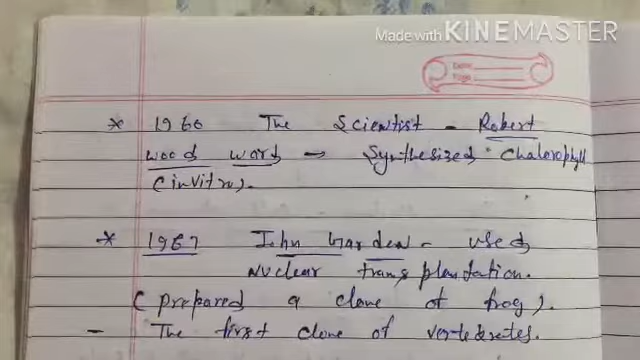 Made with KINEMASTER
Date
Page
* 1960 The Scientist - Robert
wood ward → Synthesized chalorophyll
(invitro).
* 1967 John Garden - used
nuclear transplantation.
(prepared a clone of frog).
- The first clone of vertebrates.